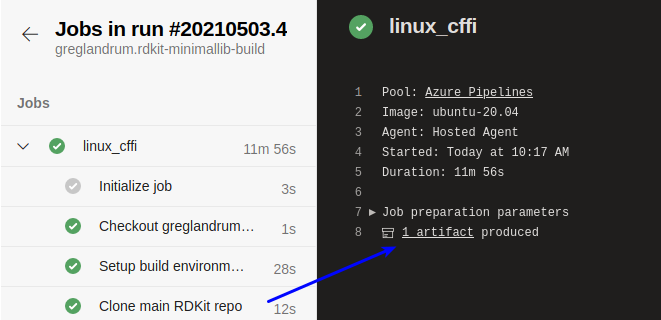 Jobs in run #20210503.4
greglandrum.rdkit-minimallib-build
Jobs
linux_cffi 11m 56s
Initialize job 3s
Checkout greglandrum… 1s
Setup build environm… 28s
Clone main RDKit repo 12s
linux_cffi
1 Pool: Azure Pipelines
2 Image: ubuntu-20.04
3 Agent: Hosted Agent
4 Started: Today at 10:17 AM
5 Duration: 11m 56s
6
7 Job preparation parameters
8 1 artifact produced